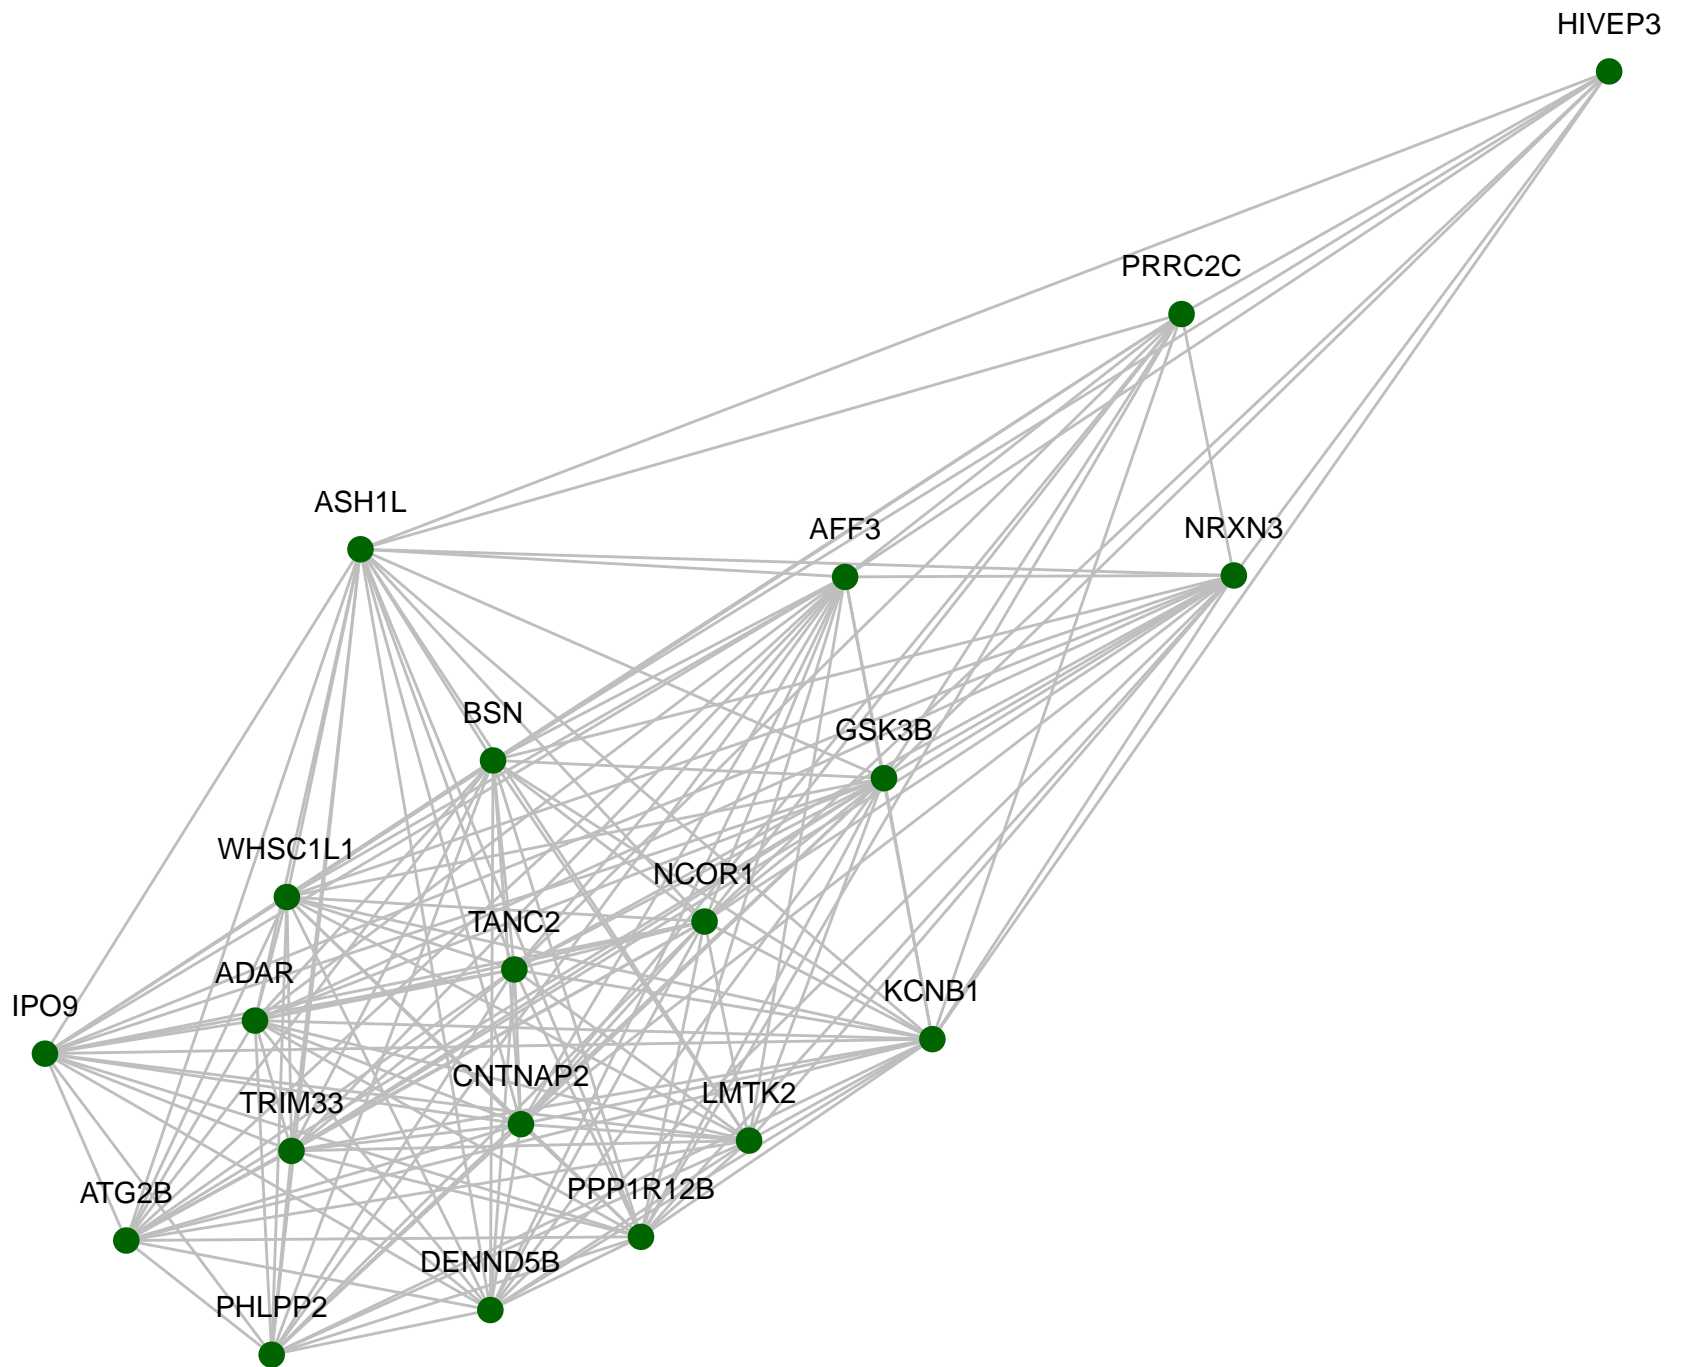 HIVEP3
PRRC2C
ASH1L
AFF3
NRXN3
BSN
GSK3B
WHSC1L1
NCOR1
TANC2
ADAR
KCNB1
IPO9
CNTNAP2
LMTK2
TRIM33
PPP1R12B
ATG2B
DENND5B
PHLPP2